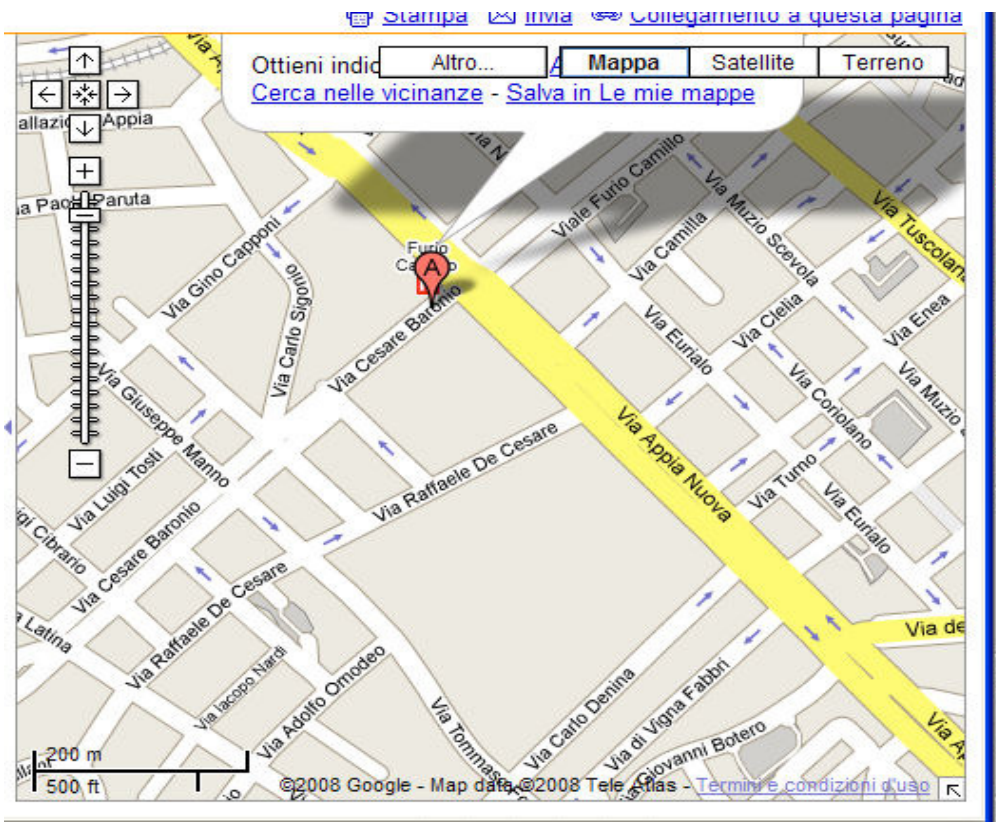 Stampa Invia Collegamento a questa pagina
Ottieni
Altro...
Mappa
Satellite
Terreno
Cerca nelle vicinanze - Salva in Le mie mappe
Appia
Paruta
Via Gino Capponi
Via Carlo Sigonio
Furio
A
Via Cesare Baronio
Viale Furio Camillo
Via Camilla
Via Muzio Scevola
Via Tuscolan
Via Enea
Via Clelia
Via Eurialo
Via Coriolano
Via Muzio
Via Giuseppe Manno
Via Luigi Tosti
Cibrario
Via Cesare Baronio
Via Raffaele De Cesare
Via Appia Nuova
Via Turno
Via Eurialo
Latina
Via Raffaele De Cesare
Via Iacopo Nardi
Via Adolfo Omodeo
Via Carlo Denina
Via di Vigna Fabbri
Via de
Via A
200 m
500 ft
©2008 Google - Map data ©2008 Tele Atlas - Termini e condizioni d'uso